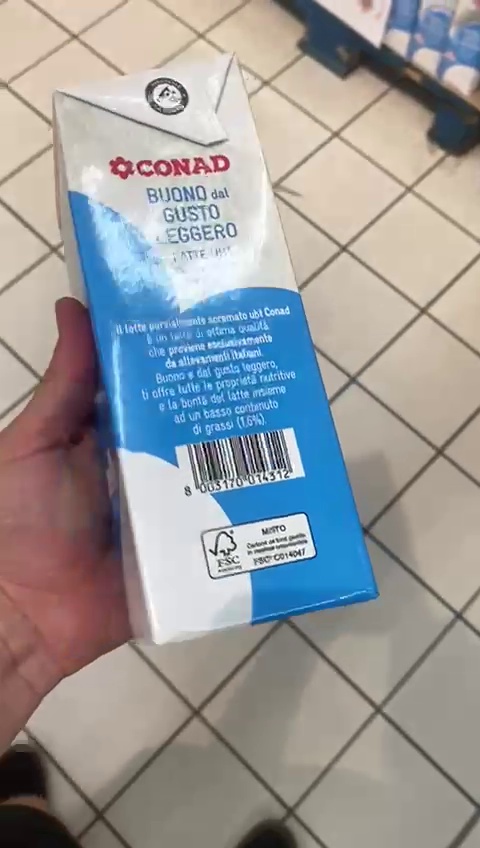 CONAD
BUONO dal
GUSTO
LEGGERO
LATTE UHT
Il latte parzialmente scremato uht Conad
è un latte di ottima qualità
che proviene esclusivamente
da allevamenti italiani.
Buono e dal gusto leggero,
ti offre tutte le proprietà nutritive
e la bontà del latte insieme
ad un basso contenuto
di grassi (1,6%).
8 003170 014312
MISTO
FSC
FSC® C014047